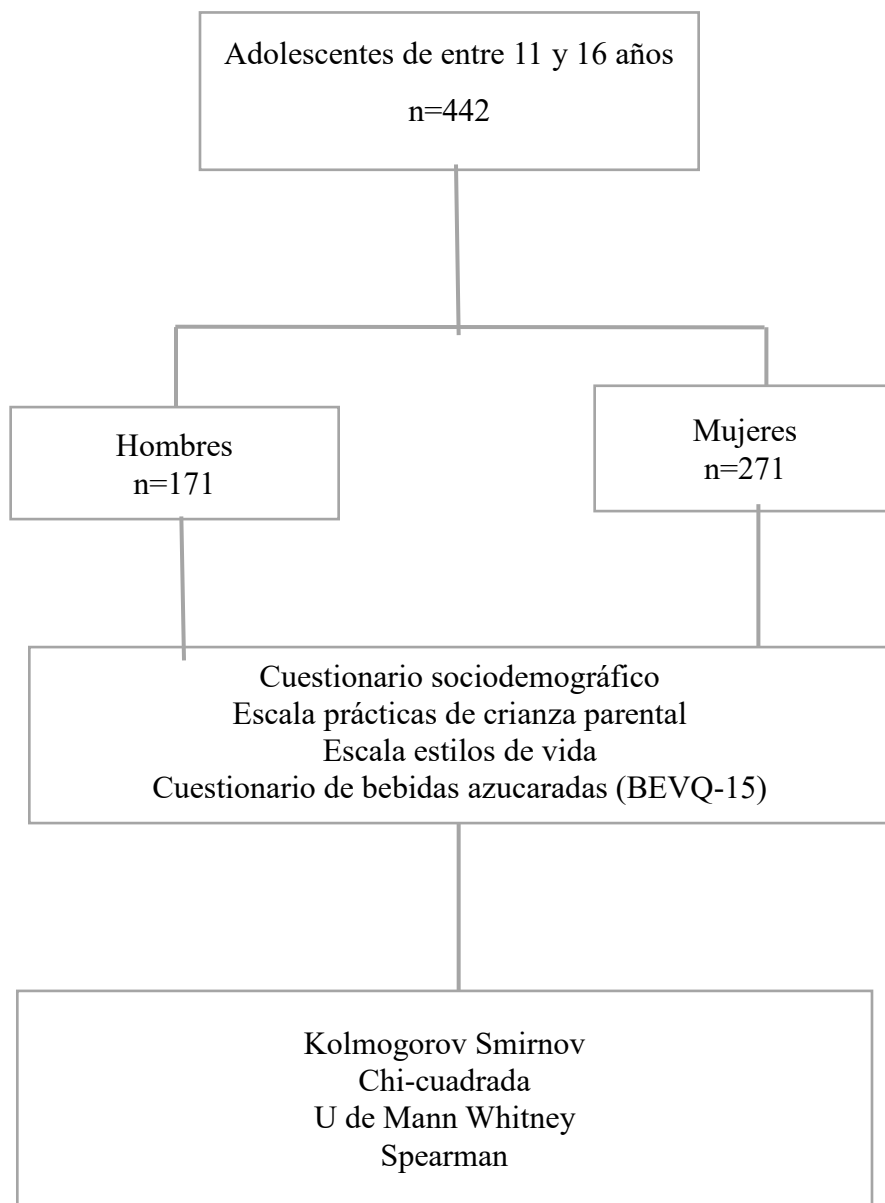 Adolescentes de entre 11 y 16 años
n=442
Hombres
n=171
Mujeres
n=271
Cuestionario sociodemográfico
Escala prácticas de crianza parental
Escala estilos de vida
Cuestionario de bebidas azucaradas (BEVQ-15)
Kolmogorov Smirnov
Chi-cuadrada
U de Mann Whitney
Spearman